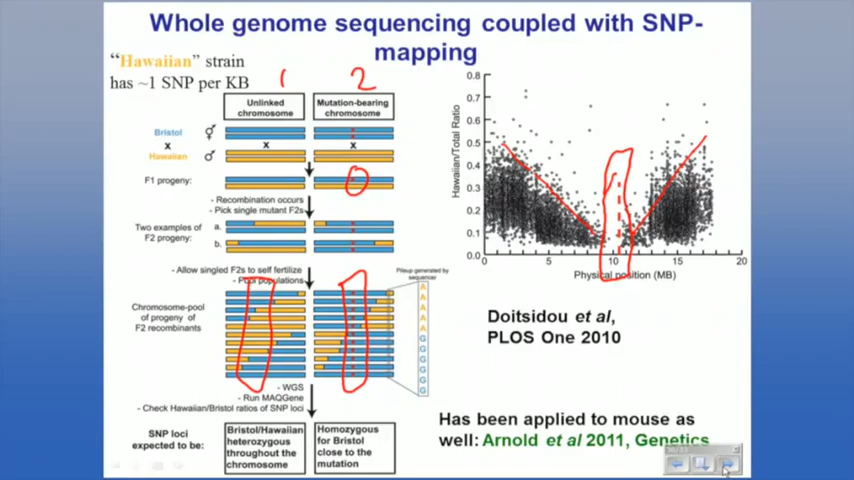 Whole genome sequencing coupled with SNP-
mapping
“Hawaiian” strain
has ~1 SNP per KB
1
2
Unlinked
chromosome
Mutation-bearing
chromosome
Bristol
x
Hawaiian
x
x
F1 progeny:
- Recombination occurs
- Pick single mutant F2s
Two examples of
F2 progeny:
a.
b.
- Allow singled F2s to self fertilize
- Pool populations
Pileup generated by
sequencer
Chromosome-pool
of progeny of
F2 recombinants
A
A
A
A
A
G
G
G
G
G
G
- WGS
- Run MAQGene
- Check Hawaiian/Bristol ratios of SNP loci
SNP loci
expected to be:
Bristol/Hawaiian
heterozygous
throughout the
chromosome
Homozygous
for Bristol
close to the
mutation
Hawaiian/Total Ratio
0.8
0.7
0.6
0.5
0.4
0.3
0.2
0.1
0.0
0
5
10
15
20
Physical position (MB)
Doitsidou et al,
PLOS One 2010
Has been applied to mouse as
well: Arnold et al 2011, Genetics